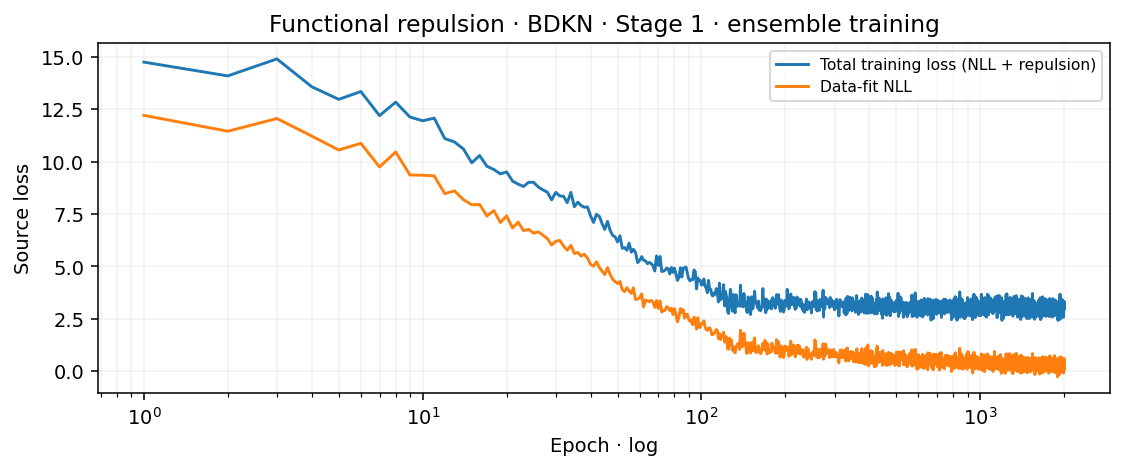 Functional repulsion · BDKN · Stage 1 · ensemble training
Total training loss (NLL + repulsion)
Data-fit NLL
Source loss
15.0
12.5
10.0
7.5
5.0
2.5
0.0
10⁰
10¹
10²
10³
Epoch · log